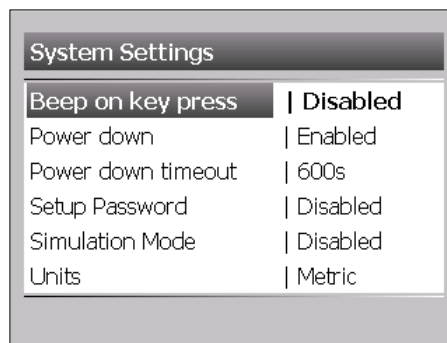 System Settings
Beep on key press | Disabled
Power down | Enabled
Power down timeout | 600s
Setup Password | Disabled
Simulation Mode | Disabled
Units | Metric